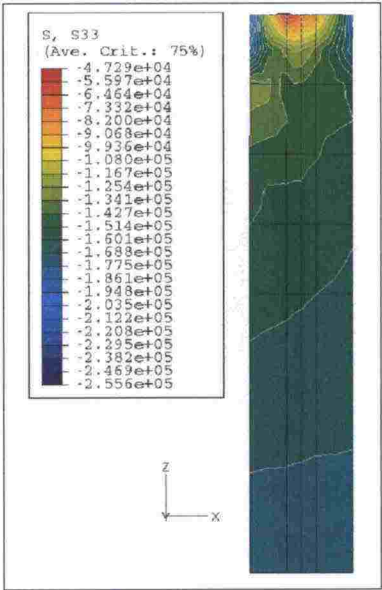 S, S33
(Ave. Crit.: 75%)
-4.729e+04
-5.597e+04
-6.464e+04
-7.332e+04
-8.200e+04
-9.068e+04
-9.936e+04
-1.080e+05
-1.167e+05
-1.254e+05
-1.341e+05
-1.427e+05
-1.514e+05
-1.601e+05
-1.688e+05
-1.775e+05
-1.861e+05
-1.948e+05
-2.035e+05
-2.122e+05
-2.208e+05
-2.295e+05
-2.382e+05
-2.469e+05
-2.556e+05
Z
X